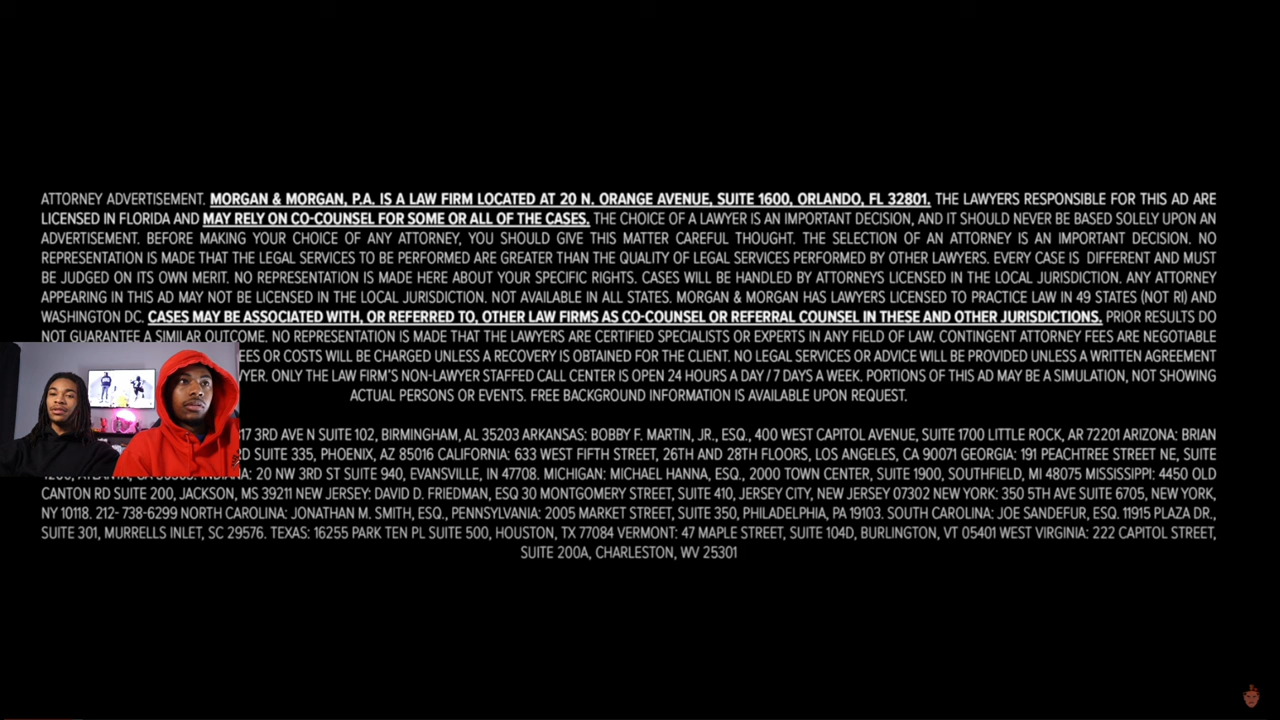 ATTORNEY ADVERTISEMENT. MORGAN & MORGAN, P.A. IS A LAW FIRM LOCATED AT 20 N. ORANGE AVENUE, SUITE 1600, ORLANDO, FL 32801. THE LAWYERS RESPONSIBLE FOR THIS AD ARE
LICENSED IN FLORIDA AND MAY RELY ON CO-COUNSEL FOR SOME OR ALL OF THE CASES. THE CHOICE OF A LAWYER IS AN IMPORTANT DECISION, AND IT SHOULD NEVER BE BASED SOLELY UPON AN
ADVERTISEMENT. BEFORE MAKING YOUR CHOICE OF ANY ATTORNEY, YOU SHOULD GIVE THIS MATTER CAREFUL THOUGHT. THE SELECTION OF AN ATTORNEY IS AN IMPORTANT DECISION. NO
REPRESENTATION IS MADE THAT THE LEGAL SERVICES TO BE PERFORMED ARE GREATER THAN THE QUALITY OF LEGAL SERVICES PERFORMED BY OTHER LAWYERS. EVERY CASE IS DIFFERENT AND MUST
BE JUDGED ON ITS OWN MERIT. NO REPRESENTATION IS MADE HERE ABOUT YOUR SPECIFIC RIGHTS. CASES WILL BE HANDLED BY ATTORNEYS LICENSED IN THE LOCAL JURISDICTION. ANY ATTORNEY
APPEARING IN THIS AD MAY NOT BE LICENSED IN THE LOCAL JURISDICTION. NOT AVAILABLE IN ALL STATES. MORGAN & MORGAN HAS LAWYERS LICENSED TO PRACTICE LAW IN 49 STATES (NOT RI) AND
WASHINGTON DC. CASES MAY BE ASSOCIATED WITH, OR REFERRED TO, OTHER LAW FIRMS AS CO-COUNSEL OR REFERRAL COUNSEL IN THESE AND OTHER JURISDICTIONS. PRIOR RESULTS DO
NOT GUARANTEE A SIMILAR OUTCOME. NO REPRESENTATION IS MADE THAT THE LAWYERS ARE CERTIFIED SPECIALISTS OR EXPERTS IN ANY FIELD OF LAW. CONTINGENT ATTORNEY FEES ARE NEGOTIABLE
OR COSTS WILL BE CHARGED UNLESS A RECOVERY IS OBTAINED FOR THE CLIENT. NO LEGAL SERVICES OR ADVICE WILL BE PROVIDED UNLESS A WRITTEN AGREEMENT
ONLY THE LAW FIRM'S NON-LAWYER STAFFED CALL CENTER IS OPEN 24 HOURS A DAY / 7 DAYS A WEEK. PORTIONS OF THIS AD MAY BE A SIMULATION, NOT SHOWING
ACTUAL PERSONS OR EVENTS. FREE BACKGROUND INFORMATION IS AVAILABLE UPON REQUEST.
3RD AVE N SUITE 102, BIRMINGHAM, AL 35203 ARKANSAS: BOBBY F. MARTIN, JR., ESQ., 400 WEST CAPITOL AVENUE, SUITE 1700 LITTLE ROCK, AR 72201 ARIZONA: BRIAN
SUITE 335, PHOENIX, AZ 85016 CALIFORNIA: 633 WEST FIFTH STREET, 26TH AND 28TH FLOORS, LOS ANGELES, CA 90071 GEORGIA: 191 PEACHTREE STREET NE, SUITE
20 NW 3RD ST SUITE 940, EVANSVILLE, IN 47708. MICHIGAN: MICHAEL HANNA, ESQ., 2000 TOWN CENTER, SUITE 1900, SOUTHFIELD, MI 48075 MISSISSIPPI: 4450 OLD
CANTON RD SUITE 200, JACKSON, MS 39211 NEW JERSEY: DAVID D. FRIEDMAN, ESQ 30 MONTGOMERY STREET, SUITE 410, JERSEY CITY, NEW JERSEY 07302 NEW YORK: 350 5TH AVE SUITE 6705, NEW YORK,
NY 10118. 212- 738-6299 NORTH CAROLINA: JONATHAN M. SMITH, ESQ., PENNSYLVANIA: 2005 MARKET STREET, SUITE 350, PHILADELPHIA, PA 19103. SOUTH CAROLINA: JOE SANDEFUR, ESQ. 11915 PLAZA DR.,
SUITE 301, MURRELLS INLET, SC 29576. TEXAS: 16255 PARK TEN PL SUITE 500, HOUSTON, TX 77084 VERMONT: 47 MAPLE STREET, SUITE 104D, BURLINGTON, VT 05401 WEST VIRGINIA: 222 CAPITOL STREET,
SUITE 200A, CHARLESTON, WV 25301